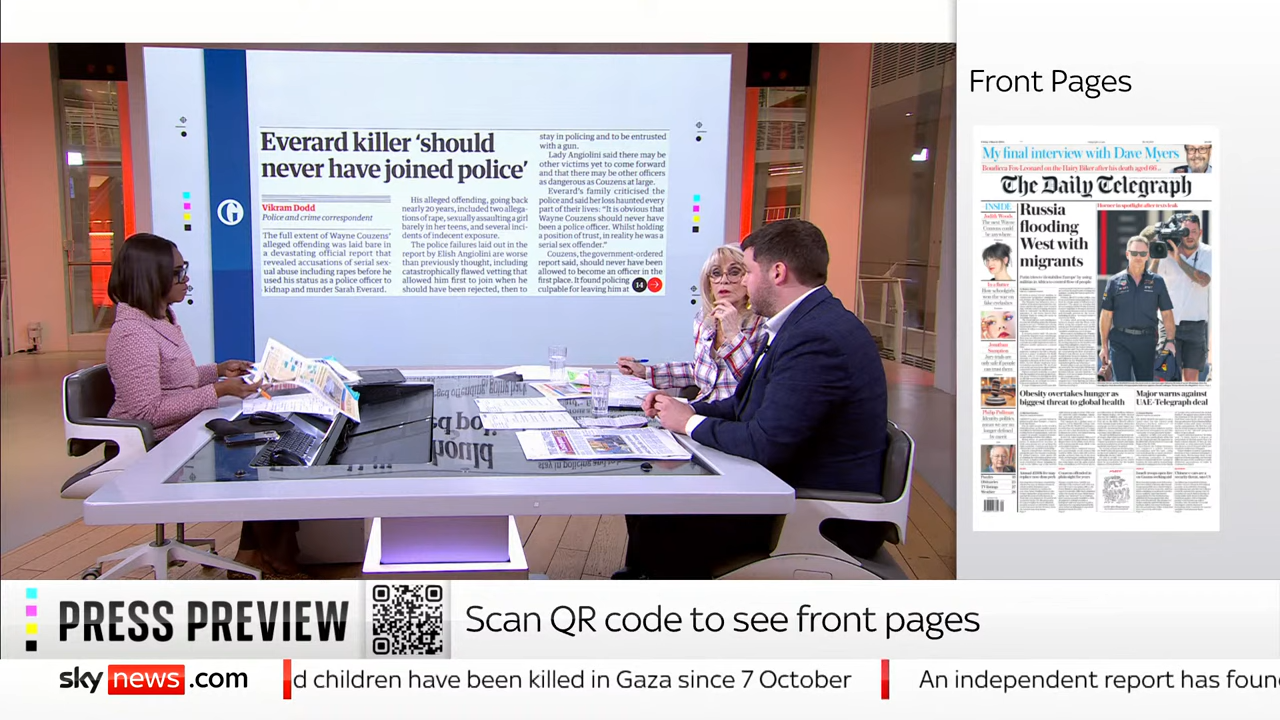 Everard killer ‘should
never have joined police’
Vikram Dodd
Police and crime correspondent
The full extent of Wayne Couzens’
alleged offending was laid bare in
a devastating official report that
revealed accusations of serial sex-
ual abuse including rapes before he
used his status as a police officer to
kidnap and murder Sarah Everard.
His alleged offending, going back
nearly 20 years, included two allega-
tions of rape, sexually assaulting a girl
barely in her teens, and several inci-
dents of indecent exposure.
The police failures laid out in the
report by Elish Angiolini are worse
than previously thought, including
catastrophically flawed vetting that
allowed him first to join when he
should have been rejected, then to
stay in policing and to be entrusted
with a gun.
Lady Angiolini said there may be
other victims yet to come forward
and that there may be other officers
as dangerous as Couzens at large.
Everard’s family criticised the
police and said her loss haunted every
part of their lives: “It is obvious that
Wayne Couzens should never have
been a police officer. Whilst holding
a position of trust, in reality he was a
serial sex offender.”
Couzens, the government-ordered
report said, should never have been
allowed to become an officer in the
first place. It found policing
culpable for leaving him at
14
Front Pages
My final interview with Dave Myers
The Daily Telegraph
INSIDE
Horner in spotlight after texts leak
Russia
flooding
West with
migrants
Obesity overtakes hunger as
biggest threat to global health
Major warns against
UAE-Telegraph deal
PRESS PREVIEW
Scan QR code to see front pages
sky news.com
d children have been killed in Gaza since 7 October
An independent report has foun